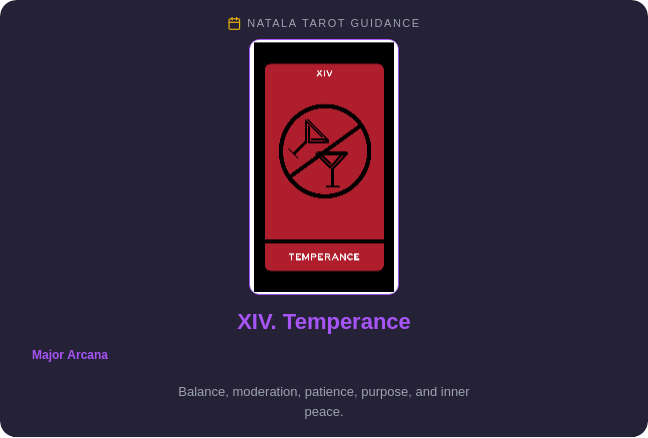 NATALA TAROT GUIDANCE
XIV
TEMPERANCE
XIV. Temperance
Major Arcana
Balance, moderation, patience, purpose, and inner
peace.